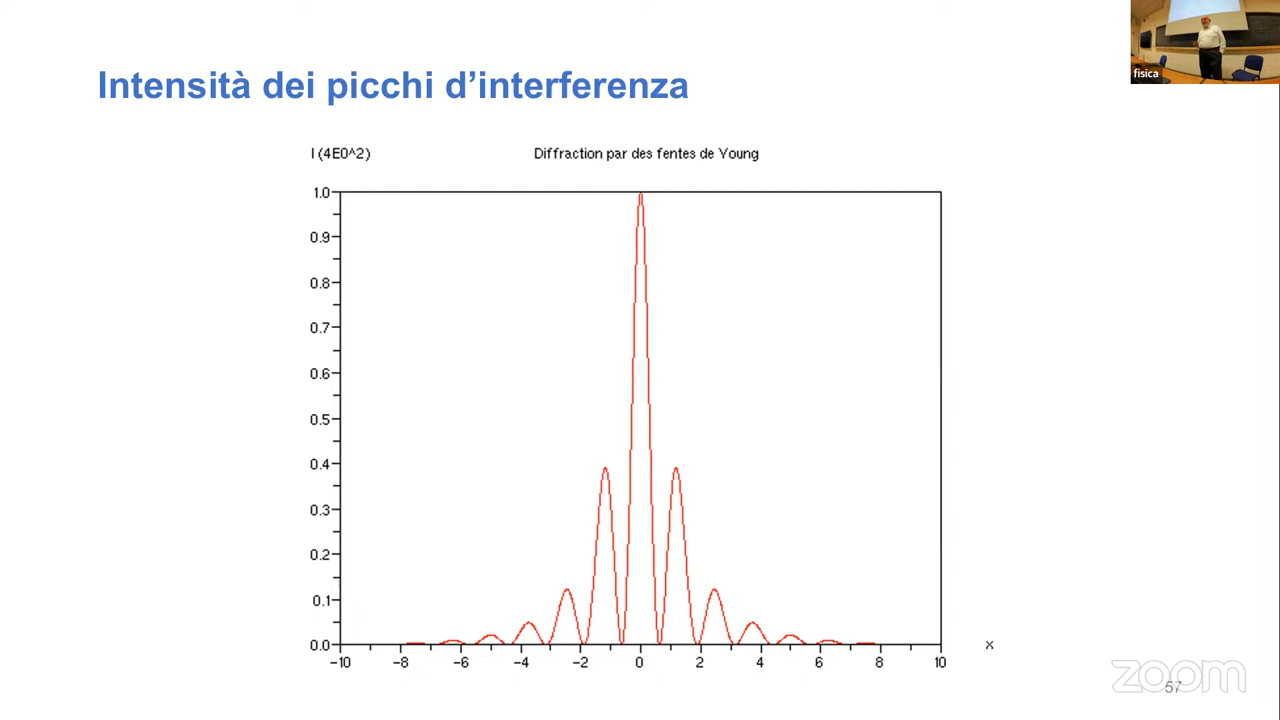 fisica
Intensità dei picchi d’interferenza
I (4E0^2)
Diffraction par des fentes de Young
1.0
0.9
0.8
0.7
0.6
0.5
0.4
0.3
0.2
0.1
0.0
-10 -8 -6 -4 -2 0 2 4 6 8 10
x
zoom
57